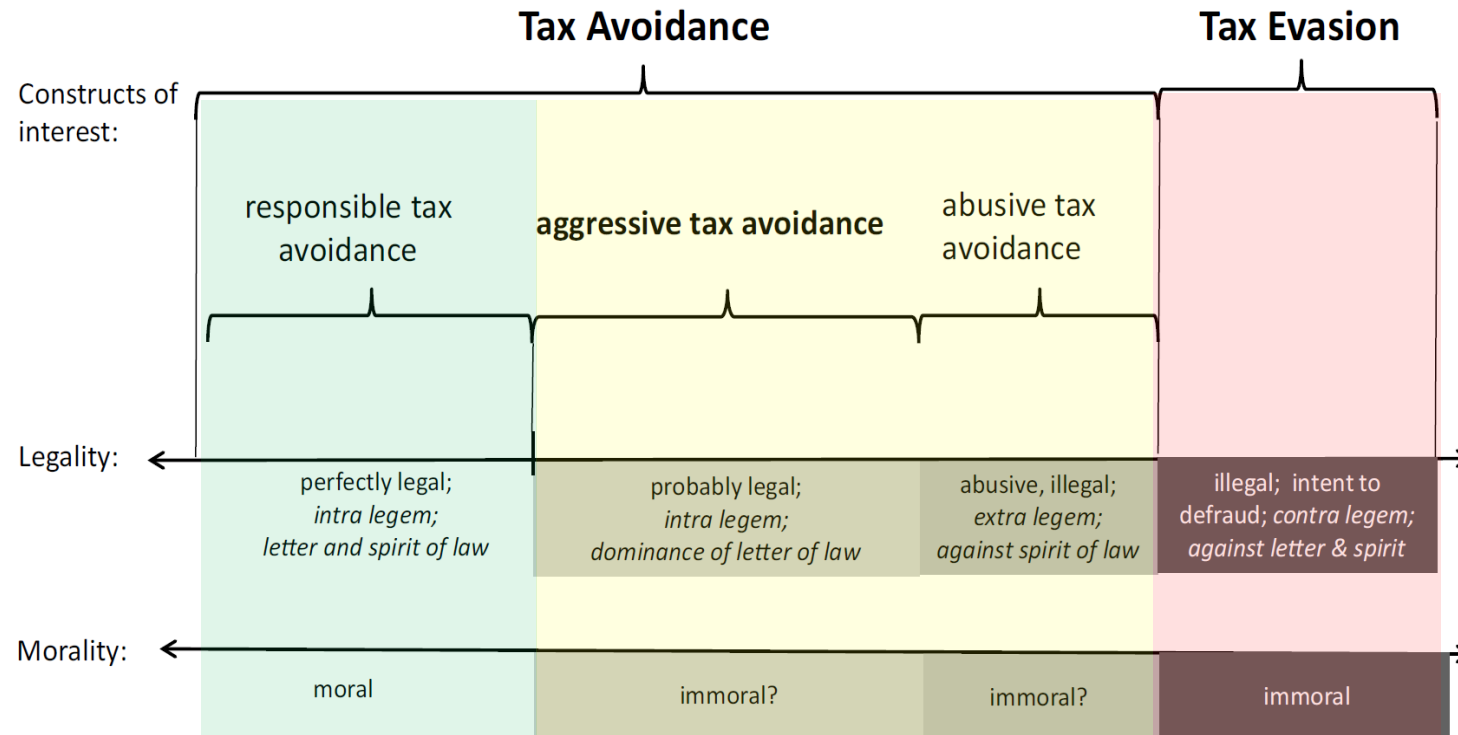 Tax Avoidance
Tax Evasion
Constructs of
interest:
responsible tax
avoidance
aggressive tax avoidance
abusive tax
avoidance
Legality:
perfectly legal;
intra legem;
letter and spirit of law
probably legal;
intra legem;
dominance of letter of law
abusive, illegal;
extra legem;
against spirit of law
illegal; intent to
defraud; contra legem;
against letter & spirit
Morality:
moral
immoral?
immoral?
immoral